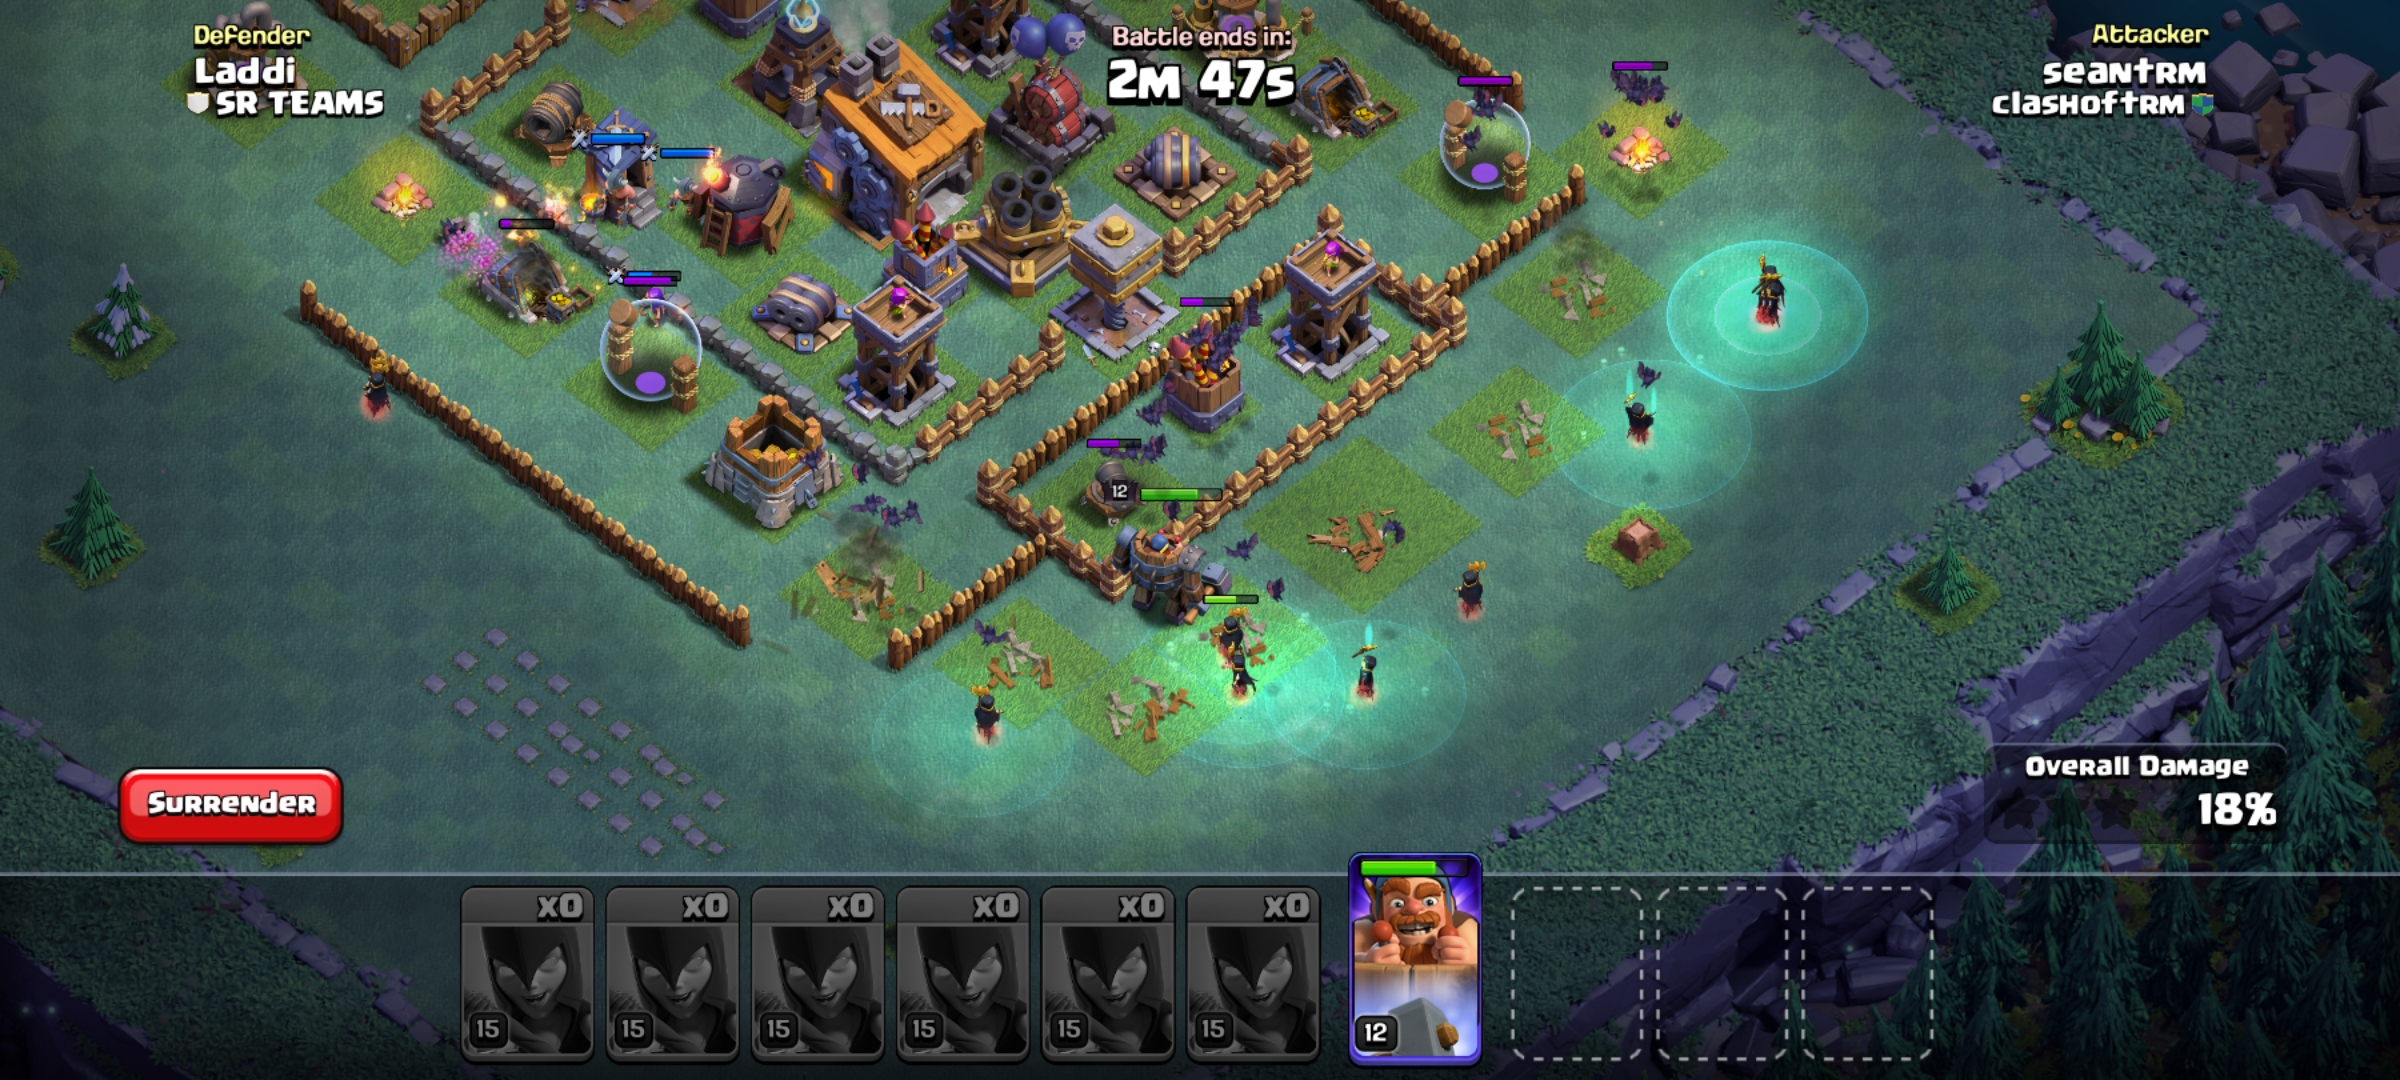 Defender
Laddi
SR TEAMS
Battle ends in:
2M 47s
Attacker
seantRM
clashoftRM
12
Surrender
Overall Damage
18%
x0 x0 x0 x0 x0 x0
15 15 15 15 15 15 12